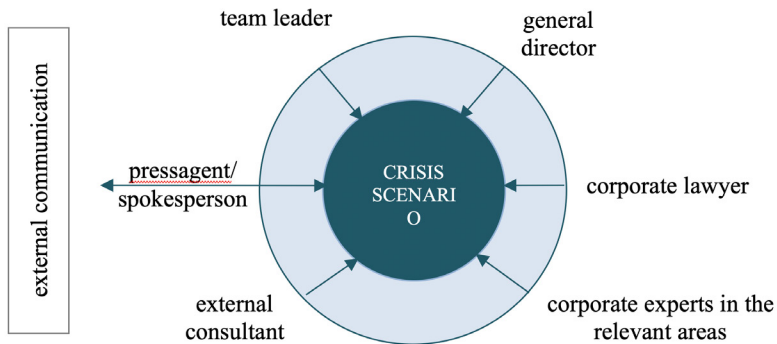 team leader
general
director
external communication
pressagent/
spokesperson
CRISIS
SCENARI
O
corporate lawyer
external
consultant
corporate experts in the
relevant areas